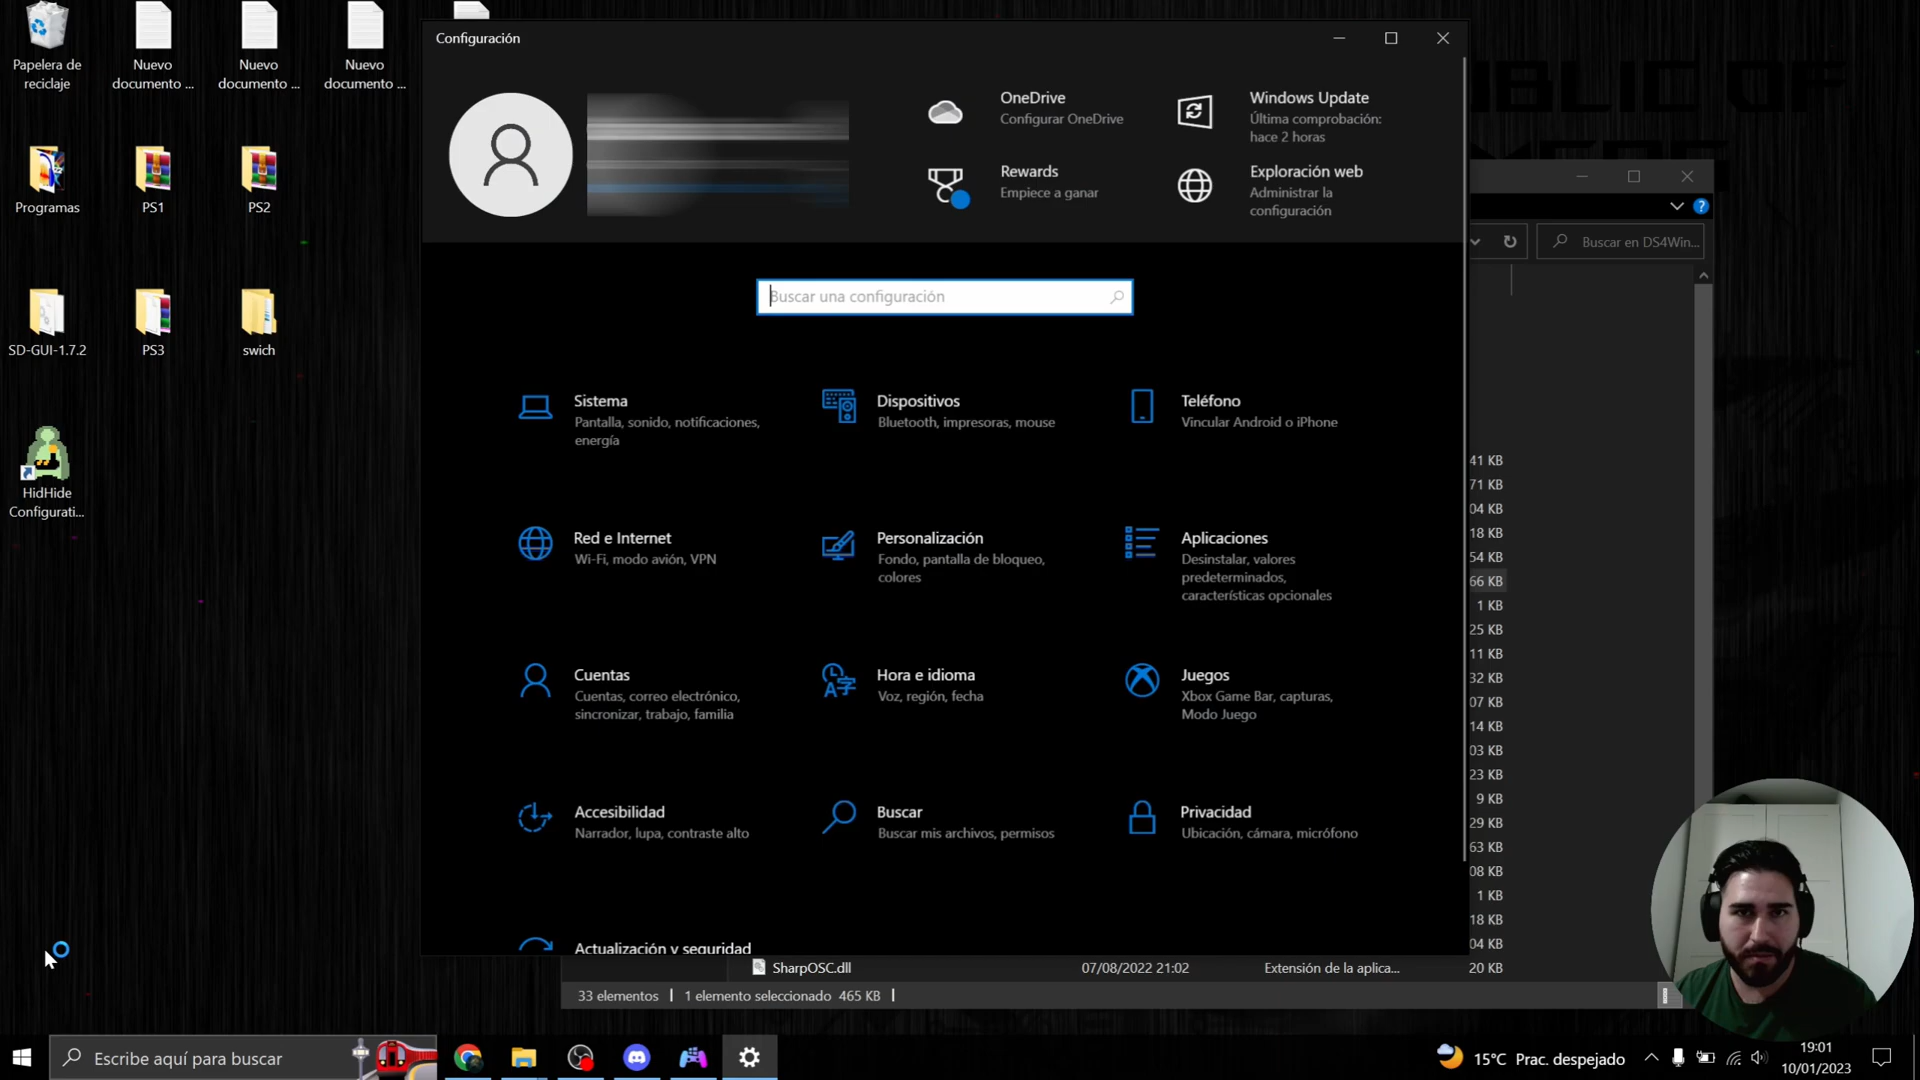 Papelera de
reciclaje
Nuevo
documento ...
Nuevo
documento ...
Nuevo
documento ...
Programas
PS1
PS2
SD-GUI-1.7.2
PS3
swich
HidHide
Configurati...
Configuración
OneDrive
Configurar OneDrive
Windows Update
Última comprobación:
hace 2 horas
Rewards
Empiece a ganar
Exploración web
Administrar la
configuración
Buscar una configuración
Sistema
Pantalla, sonido, notificaciones,
energía
Dispositivos
Bluetooth, impresoras, mouse
Teléfono
Vincular Android o iPhone
Red e Internet
Wi-Fi, modo avión, VPN
Personalización
Fondo, pantalla de bloqueo,
colores
Aplicaciones
Desinstalar, valores
predeterminados,
características opcionales
Cuentas
Cuentas, correo electrónico,
sincronizar, trabajo, familia
Hora e idioma
Voz, región, fecha
Juegos
Xbox Game Bar, capturas,
Modo Juego
Accesibilidad
Narrador, lupa, contraste alto
Buscar
Buscar mis archivos, permisos
Privacidad
Ubicación, cámara, micrófono
Actualización y seguridad
Buscar en DS4Win...
41 KB
71 KB
04 KB
18 KB
54 KB
66 KB
1 KB
25 KB
11 KB
32 KB
07 KB
14 KB
03 KB
23 KB
9 KB
29 KB
63 KB
08 KB
1 KB
18 KB
04 KB
SharpOSC.dll 07/08/2022 21:02 Extensión de la aplica... 20 KB
33 elementos 1 elemento seleccionado 465 KB
Escribe aquí para buscar
15°C Prac. despejado
19:01
10/01/2023